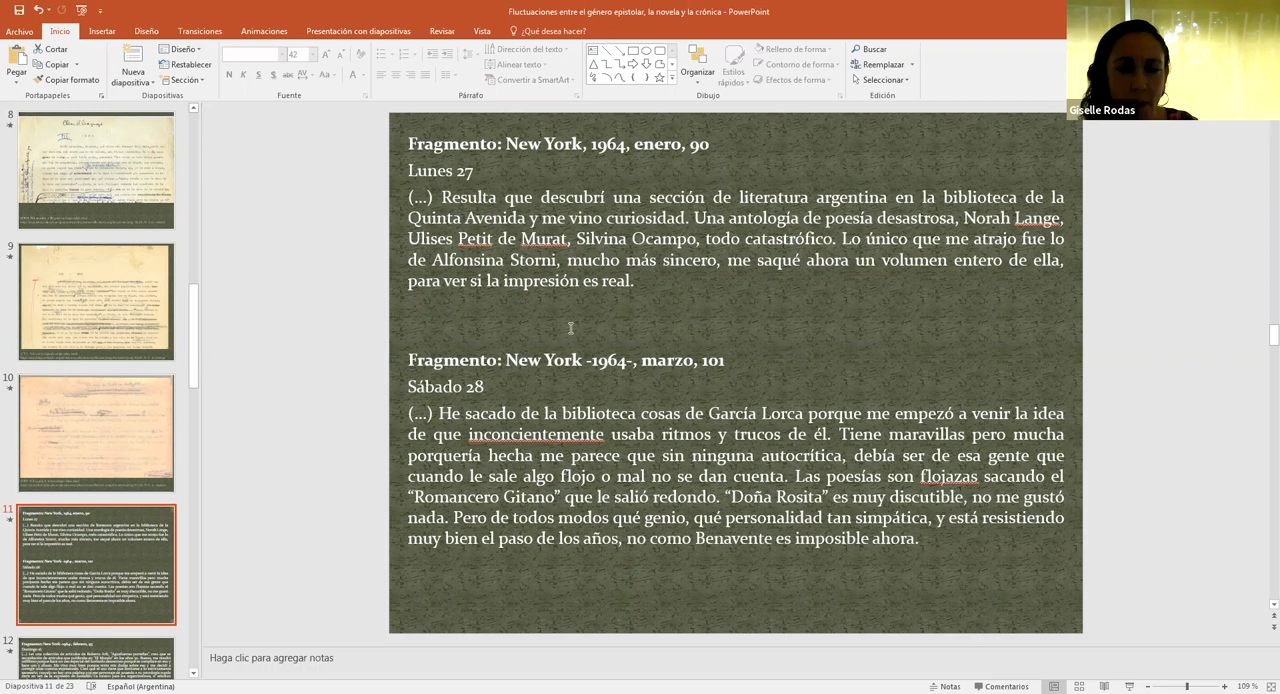 Fluctuaciones entre el género epistolar, la novela y la crónica - PowerPoint
Archivo Inicio Insertar Diseño Transiciones Animaciones Presentación con diapositivas Revisar Vista ¿Qué desea hacer?
Pegar
Cortar
Copiar
Copiar formato
Portapapeles
Nueva diapositiva
Diseño
Restablecer
Sección
Diapositivas
42
N K S S abc AV Aa A
Fuente
Dirección del texto
Alinear texto
Convertir a SmartArt
Párrafo
Organizar
Estilos rápidos
Relleno de forma
Contorno de forma
Efectos de forma
Dibujo
Buscar
Reemplazar
Seleccionar
Edición
Giselle Rodas
8
9
10
11
12
Fragmento: New York, 1964, enero, 90
Lunes 27
(...) Resulta que descubrí una sección de literatura argentina en la biblioteca de la
Quinta Avenida y me vino curiosidad. Una antología de poesía desastrosa, Norah Lange,
Ulises Petit de Murat, Silvina Ocampo, todo catastrófico. Lo único que me atrajo fue lo
de Alfonsina Storni, mucho más sincero, me saqué ahora un volumen entero de ella,
para ver si la impresión es real.
Fragmento: New York -1964-, marzo, 101
Sábado 28
(...) He sacado de la biblioteca cosas de García Lorca porque me empezó a venir la idea
de que inconcientemente usaba ritmos y trucos de él. Tiene maravillas pero mucha
porquería hecha me parece que sin ninguna autocrítica, debía ser de esa gente que
cuando le sale algo flojo o mal no se dan cuenta. Las poesías son flojazas sacando el
“Romancero Gitano” que le salió redondo. “Doña Rosita” es muy discutible, no me gustó
nada. Pero de todos modos qué genio, qué personalidad tan simpática, y está resistiendo
muy bien el paso de los años, no como Benavente es imposible ahora.
Haga clic para agregar notas
Diapositiva 11 de 23 Español (Argentina) Notas Comentarios 109 %